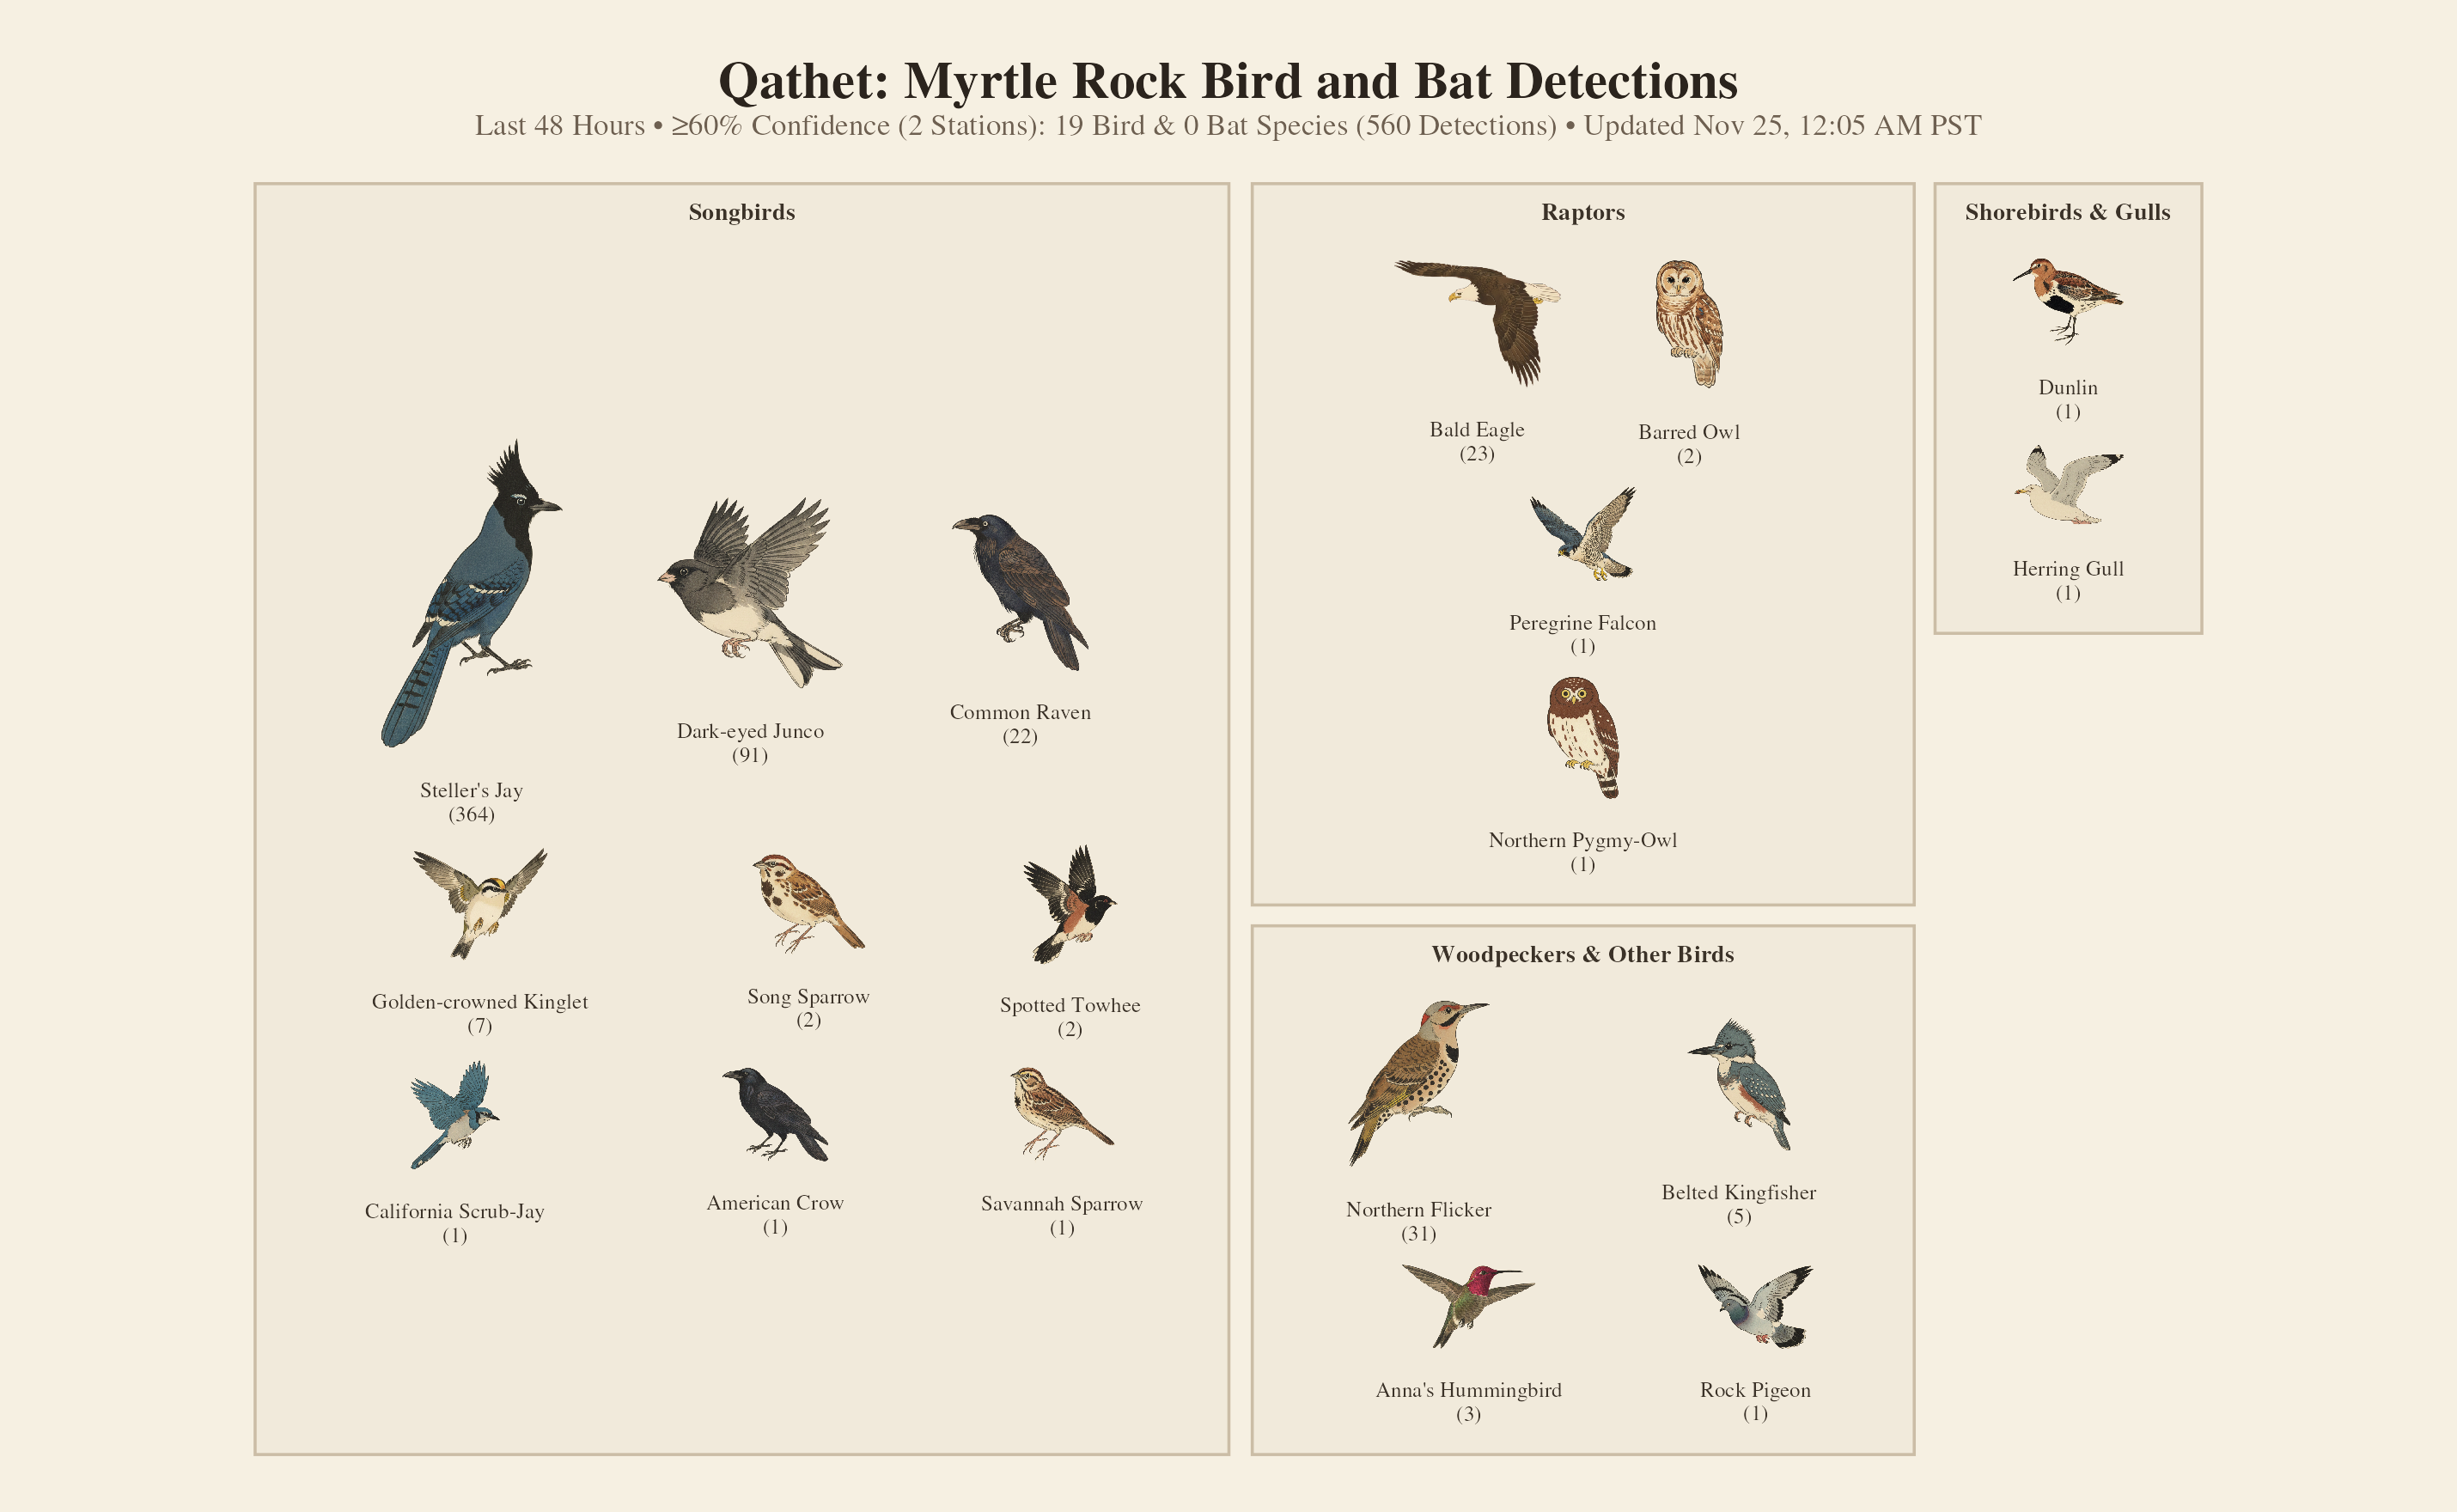 Qathet: Myrtle Rock Bird and Bat Detections
Last 48 Hours • ≥60% Confidence (2 Stations): 19 Bird & 0 Bat Species (560 Detections) • Updated Nov 25, 12:05 AM PST
Songbirds
Steller's Jay
(364)
Dark-eyed Junco
(91)
Common Raven
(22)
Golden-crowned Kinglet
(7)
Song Sparrow
(2)
Spotted Towhee
(2)
California Scrub-Jay
(1)
American Crow
(1)
Savannah Sparrow
(1)
Raptors
Bald Eagle
(23)
Barred Owl
(2)
Peregrine Falcon
(1)
Northern Pygmy-Owl
(1)
Woodpeckers & Other Birds
Northern Flicker
(31)
Belted Kingfisher
(5)
Anna's Hummingbird
(3)
Rock Pigeon
(1)
Shorebirds & Gulls
Dunlin
(1)
Herring Gull
(1)